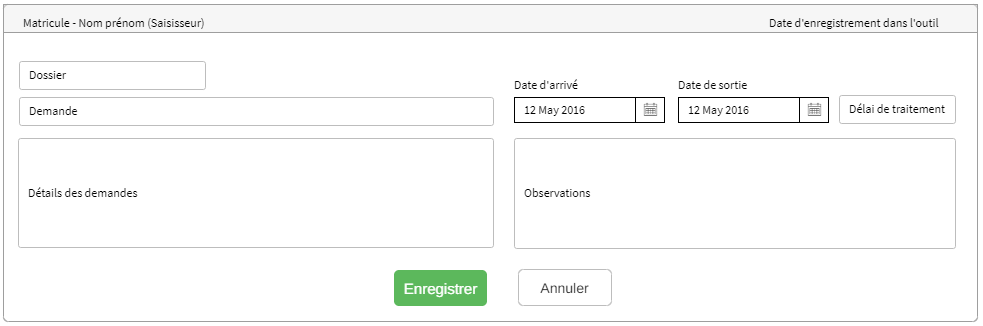 Matricule - Nom prénom (Saisisseur)
Date d'enregistrement dans l'outil
Dossier
Date d'arrivé
Date de sortie
Demande
12 May 2016
12 May 2016
Délai de traitement
Détails des demandes
Observations
Enregistrer
Annuler